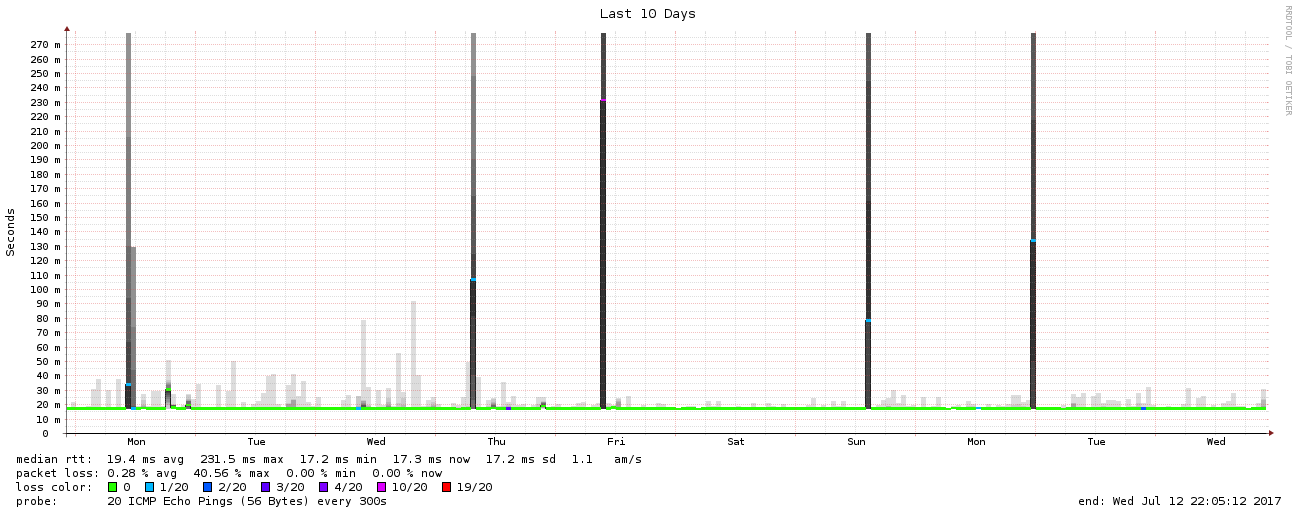 Last 10 Days
RRDTOOL / TOBI OETIKER
Seconds
270 m
260 m
250 m
240 m
230 m
220 m
210 m
200 m
190 m
180 m
170 m
160 m
150 m
140 m
130 m
120 m
110 m
100 m
90 m
80 m
70 m
60 m
50 m
40 m
30 m
20 m
10 m
0
Mon Tue Wed Thu Fri Sat Sun Mon Tue Wed
median rtt: 19.4 ms avg 231.5 ms max 17.2 ms min 17.3 ms now 17.2 ms sd 1.1 am/s
packet loss: 0.28 % avg 40.56 % max 0.00 % min 0.00 % now
loss color: 0 1/20 2/20 3/20 4/20 10/20 19/20
probe: 20 ICMP Echo Pings (56 Bytes) every 300s end: Wed Jul 12 22:05:12 2017